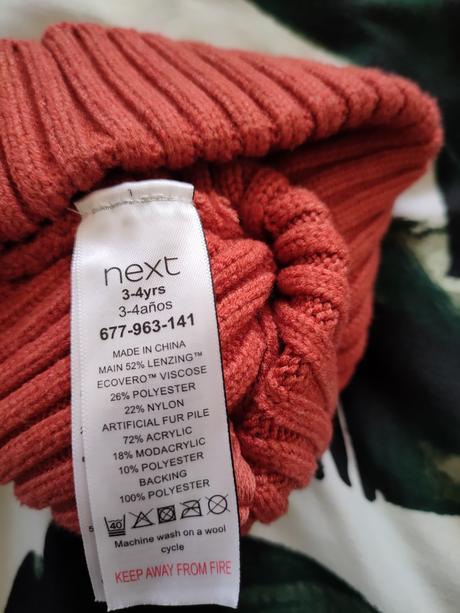 next
3-4yrs
3-4años
677-963-141
MADE IN CHINA
MAIN 52% LENZING™
ECOVERO™ VISCOSE
26% POLYESTER
22% NYLON
ARTIFICIAL FUR PILE
72% ACRYLIC
18% MODACRYLIC
10% POLYESTER
BACKING
100% POLYESTER
40
Machine wash on a wool
cycle
KEEP AWAY FROM FIRE